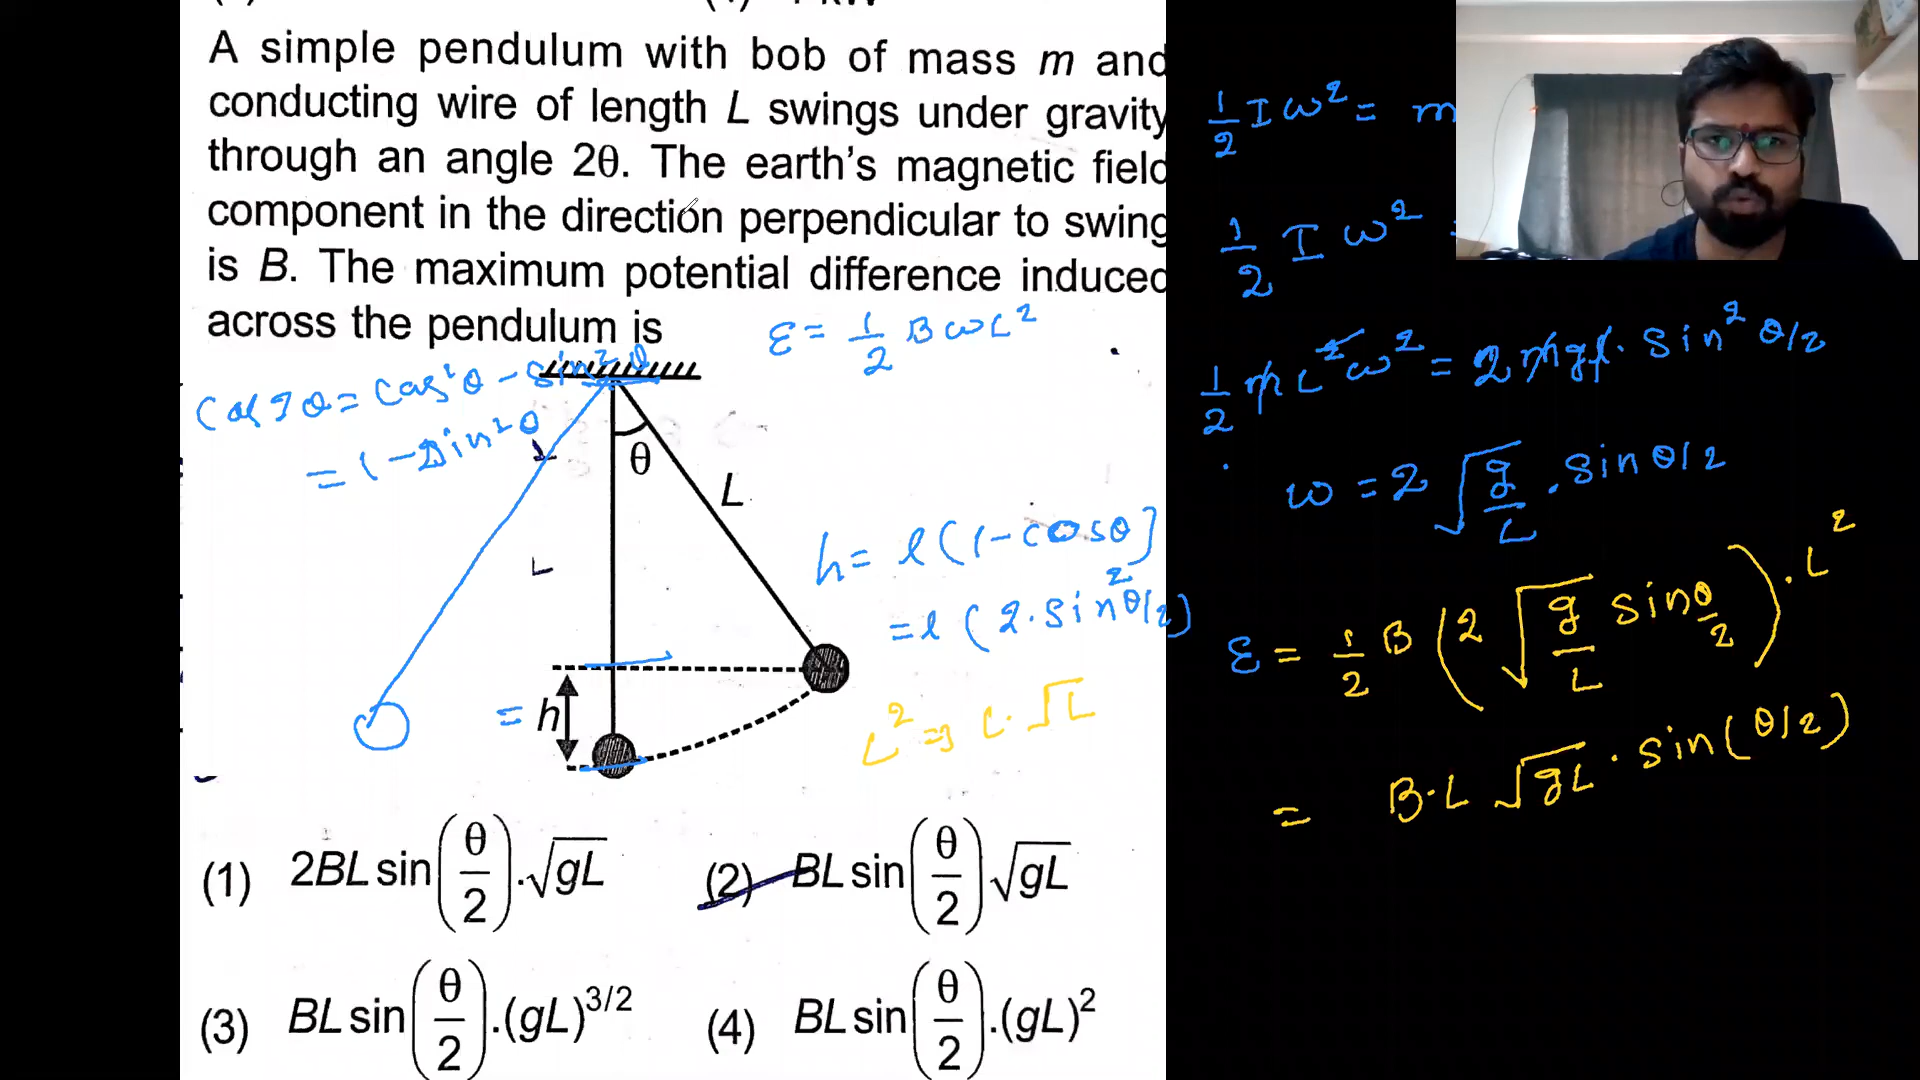 A simple pendulum with bob of mass m and
conducting wire of length L swings under gravity
through an angle 2θ. The earth's magnetic field
component in the direction perpendicular to swing
is B. The maximum potential difference induced
across the pendulum is
ε = 1/2 BωL²
Cos2θ = Cos²θ - Sin²θ
= 1 - 2Sin²θ
θ
L
L
h = l(1 - cosθ)
= l(2·Sin²θ/2)
= h
L² ⇒ L·√L
(1) 2BL sin(θ/2).√gL
(2) BL sin(θ/2)√gL
(3) BL sin(θ/2).(gL)^3/2
(4) BL sin(θ/2).(gL)²
1/2 Iω² = m
1/2 Iω² =
1/2 mL²ω² = 2mgl·Sin²θ/2
ω = 2√g/L · Sinθ/2
ε = 1/2 B(2√g/L Sinθ/2)·L²
= B·L√gL·Sin(θ/2)